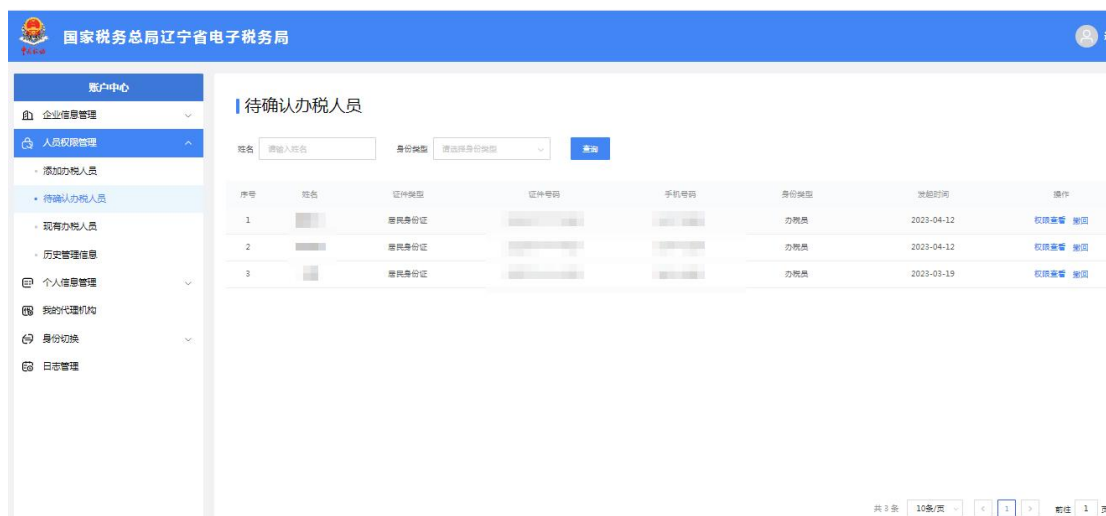 国家税务总局辽宁省电子税务局
账户中心
企业信息管理
人员权限管理
添加办税人员
待确认办税人员
现有办税人员
历史管理信息
个人信息管理
我的代理机构
身份切换
日志管理
待确认办税人员
姓名 请输入姓名 身份类型 请选择身份类型 查询
序号 姓名 证件类型 证件号码 手机号码 身份类型 发起时间 操作
1 居民身份证 办税员 2023-04-12 权限查看 撤回
2 居民身份证 办税员 2023-04-12 权限查看 撤回
3 居民身份证 办税员 2023-03-19 权限查看 撤回
共 3 条 10条/页 < 1 > 前往 1 页